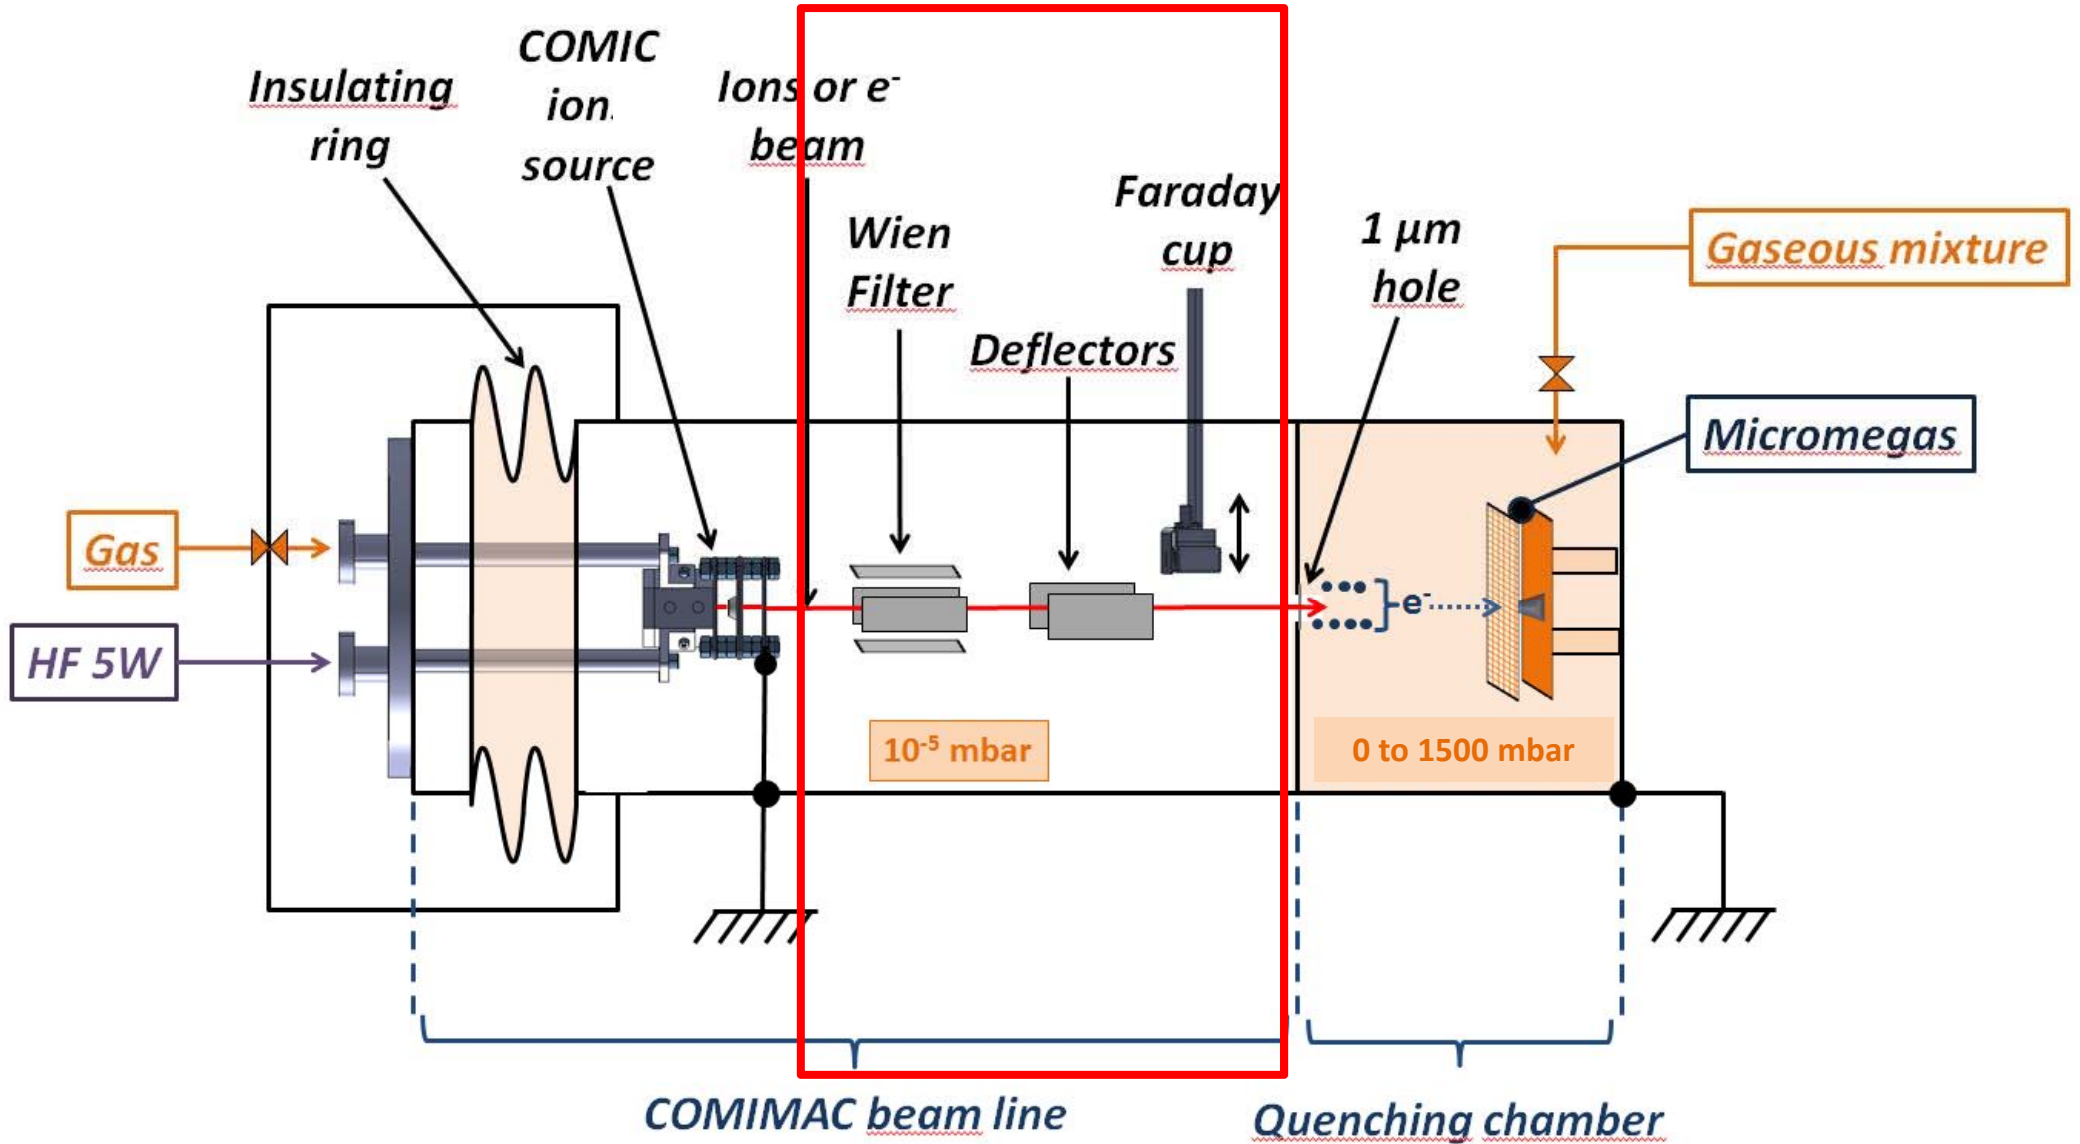 COMIC
ion
source
Insulating
ring
Ions or e⁻
beam
Wien
Filter
Deflectors
Faraday
cup
1 μm
hole
Gaseous mixture
Micromegas
Gas
HF 5W
e⁻
10⁻⁵ mbar
0 to 1500 mbar
COMIMAC beam line
Quenching chamber